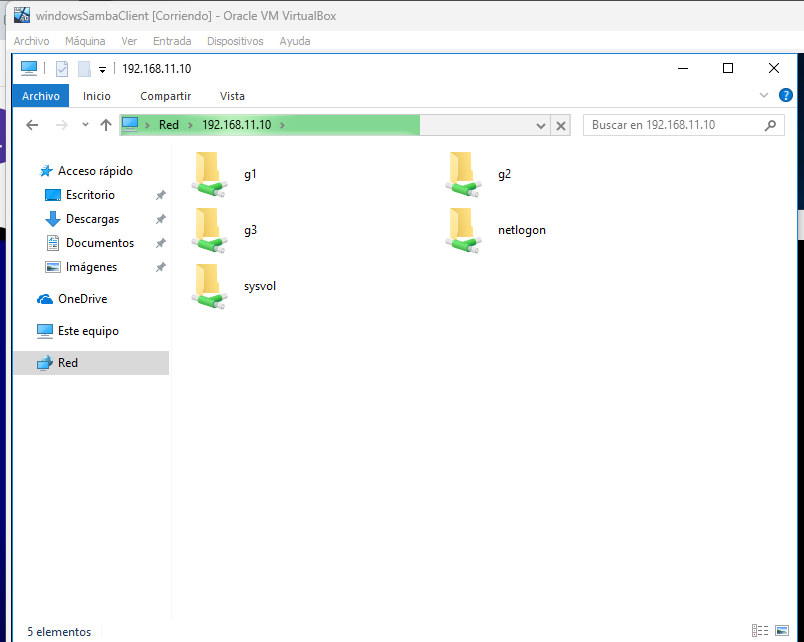 windowsSambaClient [Corriendo] - Oracle VM VirtualBox
Archivo Máquina Ver Entrada Dispositivos Ayuda
192.168.11.10
Archivo Inicio Compartir Vista
Red 192.168.11.10 Buscar en 192.168.11.10
Acceso rápido
Escritorio
Descargas
Documentos
Imágenes
OneDrive
Este equipo
Red
g1 g2
g3 netlogon
sysvol
5 elementos